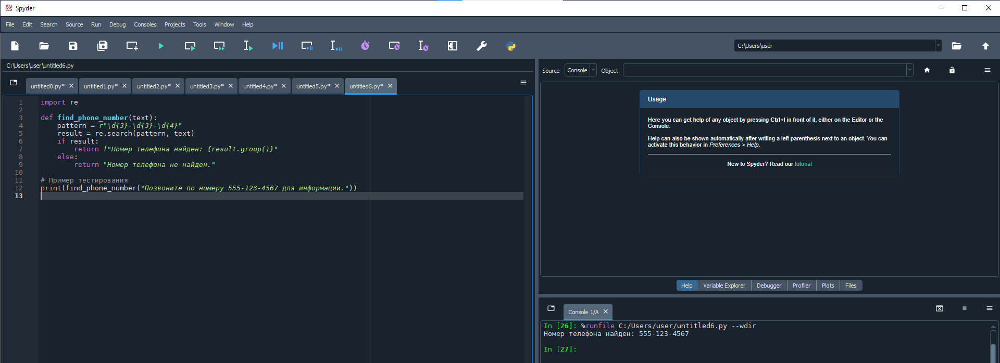 Spyder
File Edit Search Source Run Debug Consoles Projects Tools Window Help
C:\Users\user
C:\Users\user\untitled6.py
untitled0.py* untitled1.py* untitled2.py* untitled3.py* untitled4.py* untitled5.py* untitled6.py*
1 import re
2
3 def find_phone_number(text):
4 pattern = r"\d{3}-\d{3}-\d{4}"
5 result = re.search(pattern, text)
6 if result:
7 return f"Номер телефона найден: {result.group()}"
8 else:
9 return "Номер телефона не найден."
10
11 # Пример тестирования
12 print(find_phone_number("Позвоните по номеру 555-123-4567 для информации."))
13
Source Console Object
Usage
Here you can get help of any object by pressing Ctrl+I in front of it, either on the Editor or the
Console.
Help can also be shown automatically after writing a left parenthesis next to an object. You can
activate this behavior in Preferences > Help.
New to Spyder? Read our tutorial
Help Variable Explorer Debugger Profiler Plots Files
Console 1/A
In [26]: %runfile C:/Users/user/untitled6.py --wdir
Номер телефона найден: 555-123-4567
In [27]: